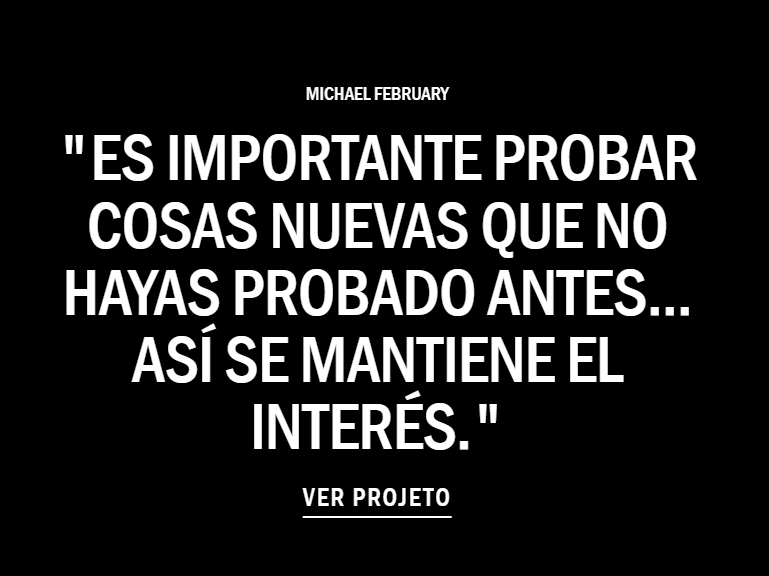 MICHAEL FEBRUARY
"ES IMPORTANTE PROBAR
COSAS NUEVAS QUE NO
HAYAS PROBADO ANTES...
ASÍ SE MANTIENE EL
INTERÉS."
VER PROJETO